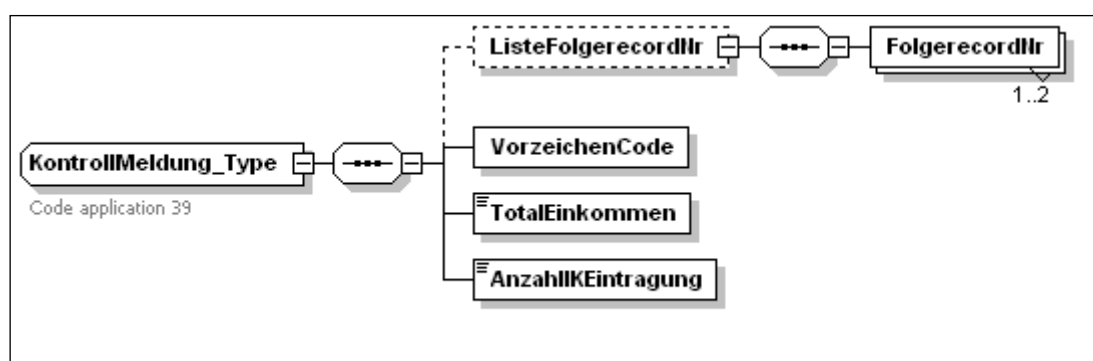 ListeFolgerecordNr
FolgerecordNr
1..2
VorzeichenCode
KontrollMeldung_Type
Code application 39
TotalEinkommen
AnzahlIKEintragung